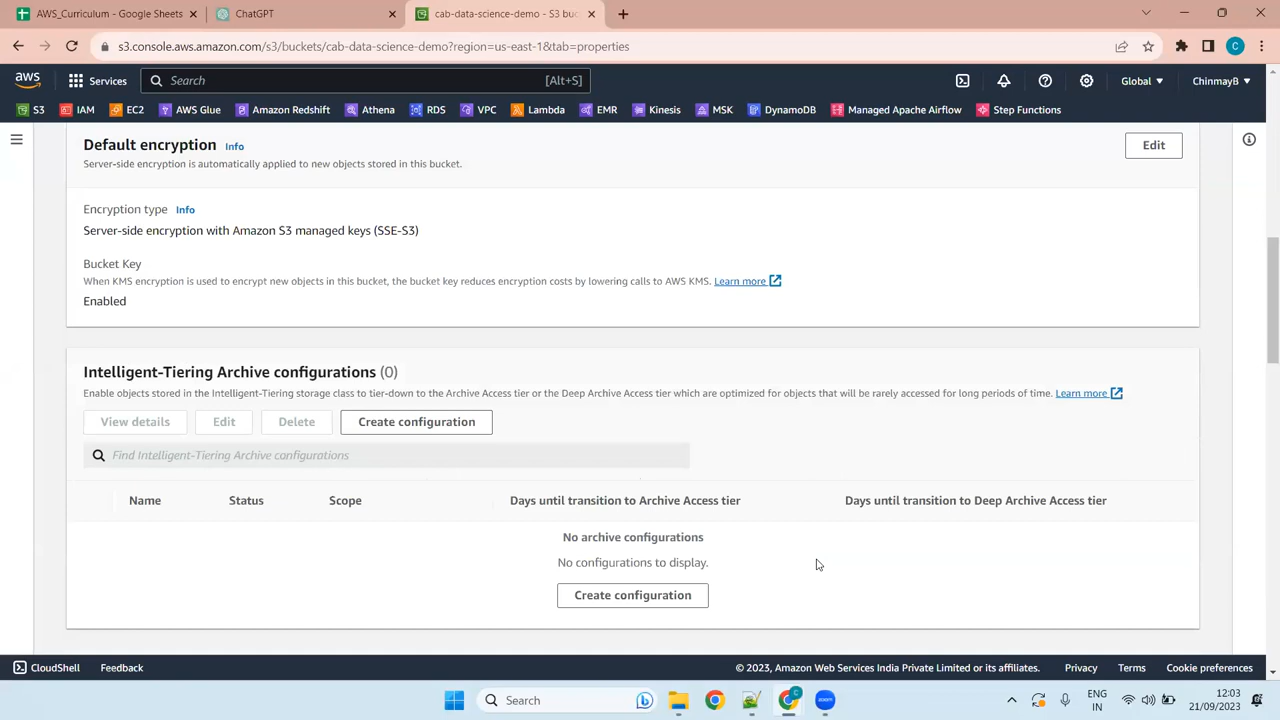 AWS_Curriculum - Google Sheets
ChatGPT
cab-data-science-demo - S3 buc
s3.console.aws.amazon.com/s3/buckets/cab-data-science-demo?region=us-east-1&tab=properties
C
aws Services Search [Alt+S] Global ChinmayB
S3 IAM EC2 AWS Glue Amazon Redshift Athena RDS VPC Lambda EMR Kinesis MSK DynamoDB Managed Apache Airflow Step Functions
Default encryption Info Edit
Server-side encryption is automatically applied to new objects stored in this bucket.
Encryption type Info
Server-side encryption with Amazon S3 managed keys (SSE-S3)
Bucket Key
When KMS encryption is used to encrypt new objects in this bucket, the bucket key reduces encryption costs by lowering calls to AWS KMS. Learn more
Enabled
Intelligent-Tiering Archive configurations (0)
Enable objects stored in the Intelligent-Tiering storage class to tier-down to the Archive Access tier or the Deep Archive Access tier which are optimized for objects that will be rarely accessed for long periods of time. Learn more
View details Edit Delete Create configuration
Find Intelligent-Tiering Archive configurations
Name Status Scope Days until transition to Archive Access tier Days until transition to Deep Archive Access tier
No archive configurations
No configurations to display.
Create configuration
CloudShell Feedback © 2023, Amazon Web Services India Private Limited or its affiliates. Privacy Terms Cookie preferences
Search C zoom ENG 12:03
IN 21/09/2023